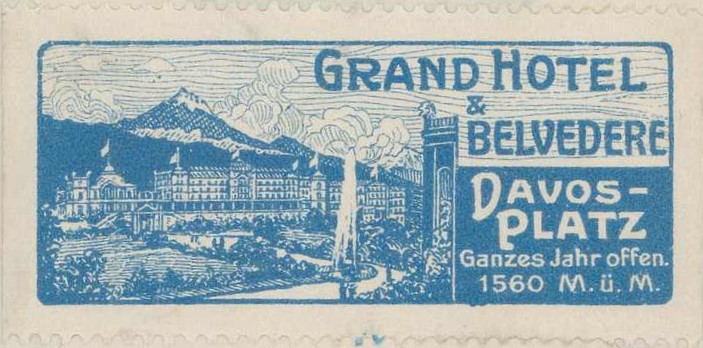 GRAND HOTEL
&
BELVEDERE
DAVOS-
PLATZ
Ganzes Jahr offen.
1560 M. ü. M.